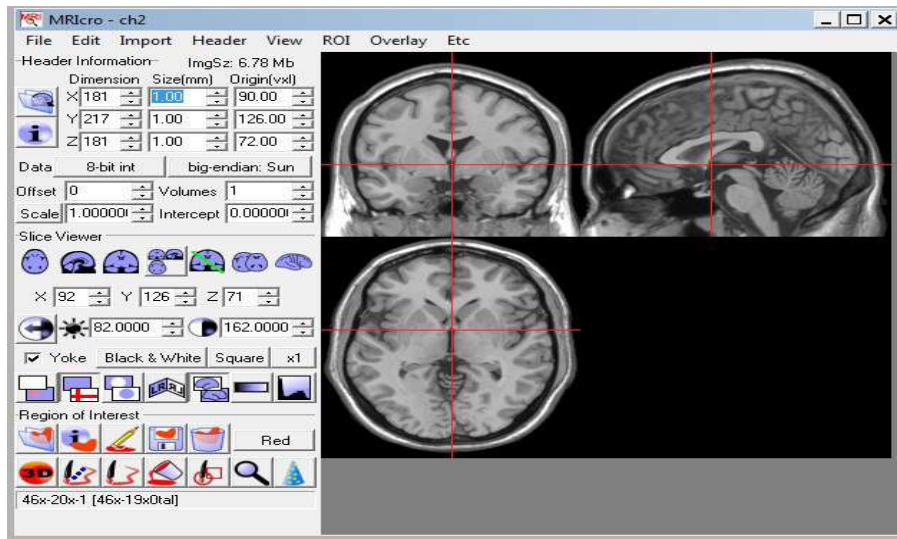 MRIcro - ch2
File Edit Import Header View ROI Overlay Etc
Header Information ImgSz: 6.78 Mb
Dimension Size(mm) Origin(vxl)
X 181 1.00 90.00
Y 217 1.00 126.00
Z 181 1.00 72.00
Data 8-bit int big-endian: Sun
Offset 0 Volumes 1
Scale 1.00000 Intercept 0.00000
Slice Viewer
X 92 Y 126 Z 71
82.0000 162.0000
Yoke Black & White Square x1
Region of Interest
Red
3D
46x-20x-1 [46x-19x0tal]